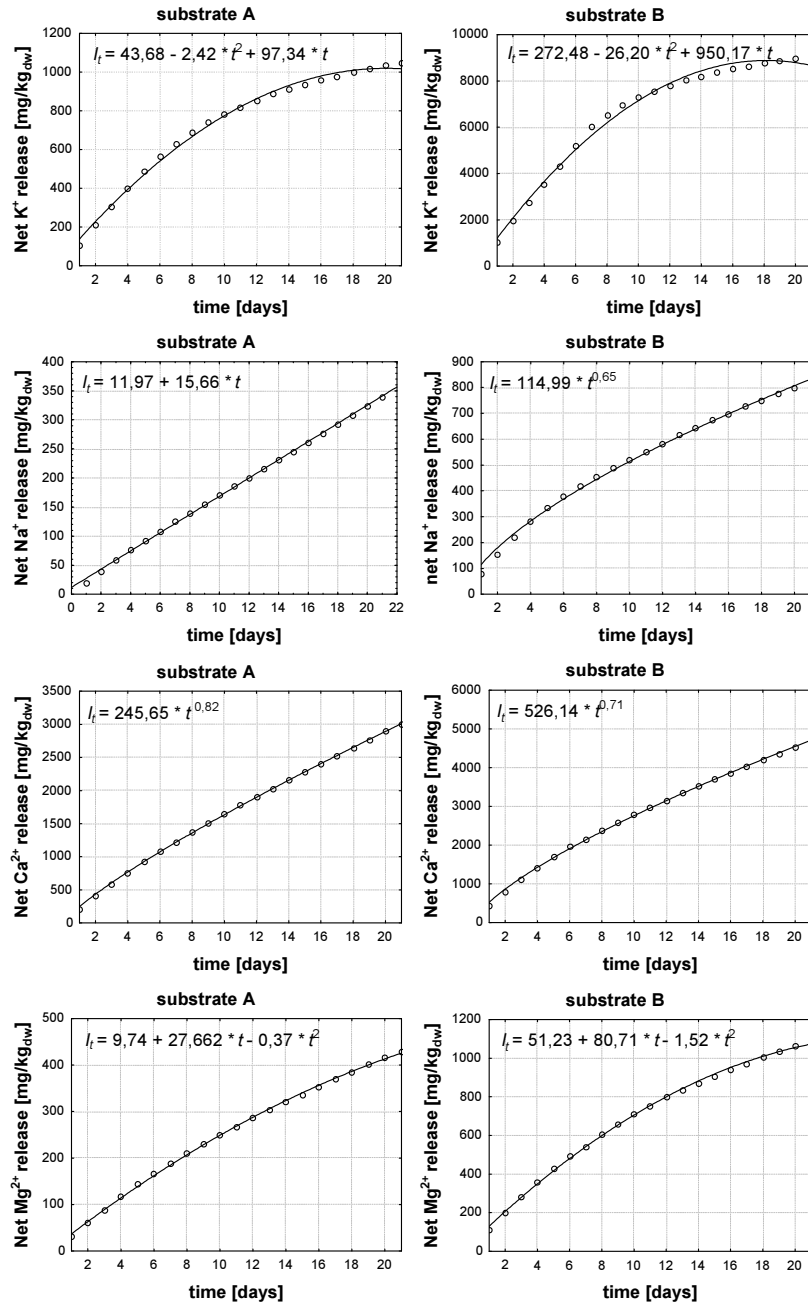 substrate A
I_t = 43,68 - 2,42 * t² + 97,34 * t
Net K⁺ release [mg/kg_dw]
1200
1000
800
600
400
200
0
2 4 6 8 10 12 14 16 18 20
time [days]
substrate B
I_t = 272,48 - 26,20 * t² + 950,17 * t
Net K⁺ release [mg/kg_dw]
10000
8000
6000
4000
2000
0
2 4 6 8 10 12 14 16 18 20
time [days]
substrate A
I_t = 11,97 + 15,66 * t
Net Na⁺ release [mg/kg_dw]
400
350
300
250
200
150
100
50
0
0 2 4 6 8 10 12 14 16 18 20 22
time [days]
substrate B
I_t = 114,99 * t^0,65
net Na⁺ release [mg/kg_dw]
900
800
700
600
500
400
300
200
100
0
2 4 6 8 10 12 14 16 18 20
time [days]
substrate A
I_t = 245,65 * t^0,82
Net Ca²⁺ release [mg/kg_dw]
3500
3000
2500
2000
1500
1000
500
0
2 4 6 8 10 12 14 16 18 20
time [days]
substrate B
I_t = 526,14 * t^0,71
Net Ca²⁺ release [mg/kg_dw]
6000
5000
4000
3000
2000
1000
0
2 4 6 8 10 12 14 16 18 20
time [days]
substrate A
I_t = 9,74 + 27,662 * t - 0,37 * t²
Net Mg²⁺ release [mg/kg_dw]
500
400
300
200
100
0
2 4 6 8 10 12 14 16 18 20
time [days]
substrate B
I_t = 51,23 + 80,71 * t - 1,52 * t²
Net Mg²⁺ release [mg/kg_dw]
1200
1000
800
600
400
200
0
2 4 6 8 10 12 14 16 18 20
time [days]